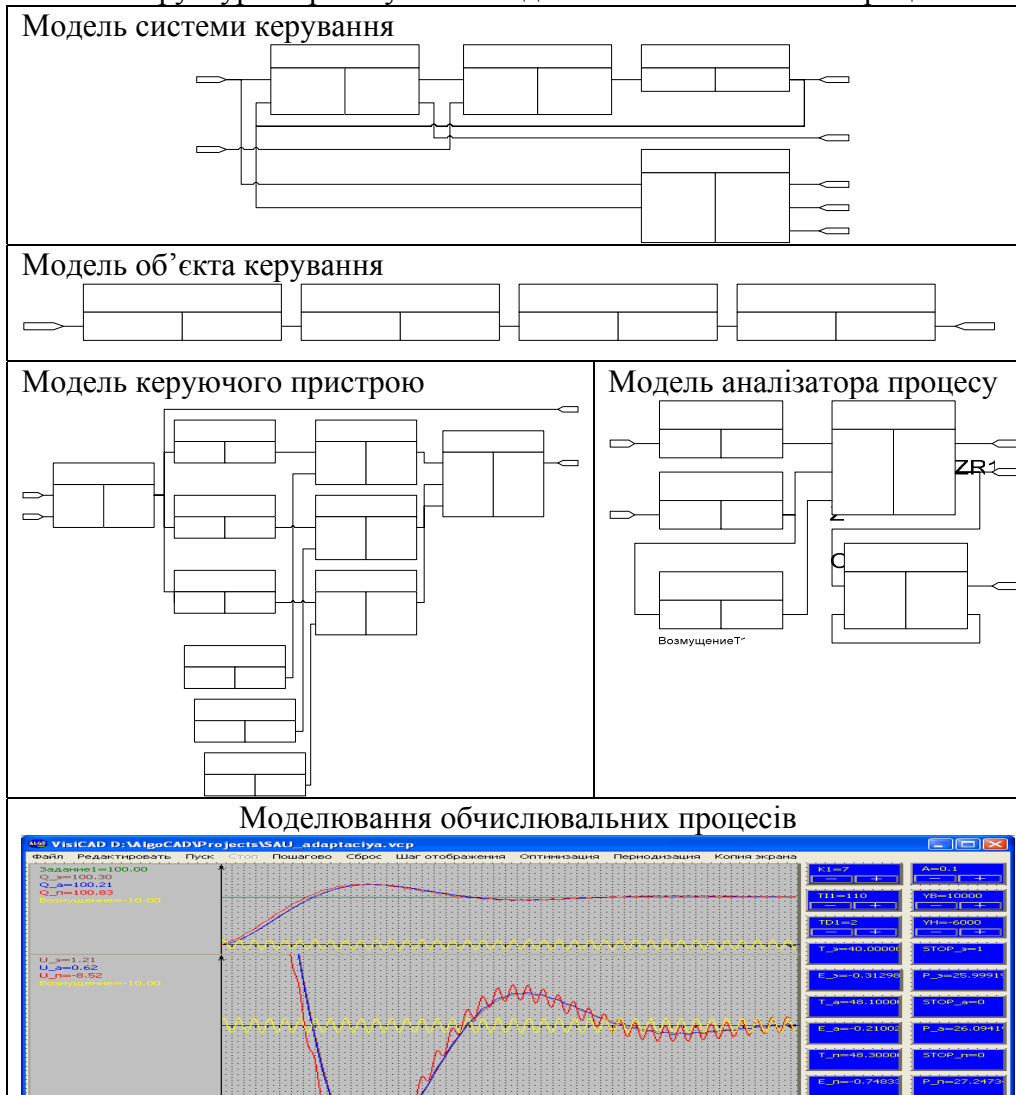 Модель системи керування
Модель об’єкта керування
Модель керуючого пристрою
Модель аналізатора процесу
ZR1
Z
ВозмущениеТ
Моделювання обчислювальних процесів
VisiCAD D:\AlgoCAD\Projects\SAU_adaptaciya.vcp
Файл Редактировать Пуск Стоп Пошагово Сброс Шаг отображения Оптимизация Периодизация Копия экрана
Задание1=100.00
Q_э=100.30
Q_а=100.21
Q_п=100.83
Возмущение=-10.00
U_э=1.21
U_а=0.62
U_п=-8.52
Возмущение=-10.00
K1=7
A=0.1
TI1=110
YB=10000
TD1=2
YH=-6000
T_э=40.0000
STOP_э=1
E_э=-0.31298
P_э=25.9991
T_а=48.1000
STOP_а=0
E_а=-0.21002
P_а=26.0941
T_п=48.3000
STOP_п=0
E_п=-0.7483
P_п=27.2473